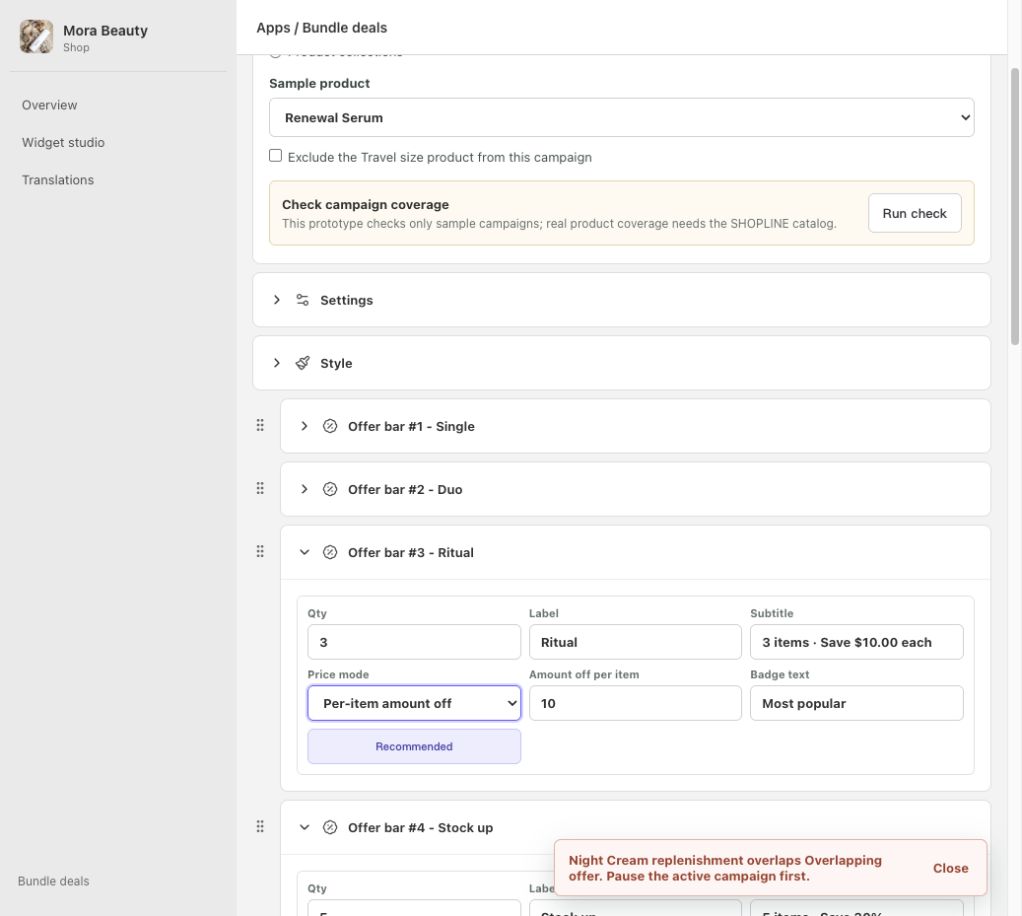 Mora Beauty
Shop
Overview
Widget studio
Translations
Bundle deals
Apps / Bundle deals
Product collections
Sample product
Renewal Serum
Exclude the Travel size product from this campaign
Check campaign coverage
This prototype checks only sample campaigns; real product coverage needs the SHOPLINE catalog.
Run check
Settings
Style
Offer bar #1 - Single
Offer bar #2 - Duo
Offer bar #3 - Ritual
Qty
Label
Subtitle
3
Ritual
3 items · Save $10.00 each
Price mode
Amount off per item
Badge text
Per-item amount off
10
Most popular
Recommended
Offer bar #4 - Stock up
Night Cream replenishment overlaps Overlapping
offer. Pause the active campaign first.
Close
Qty